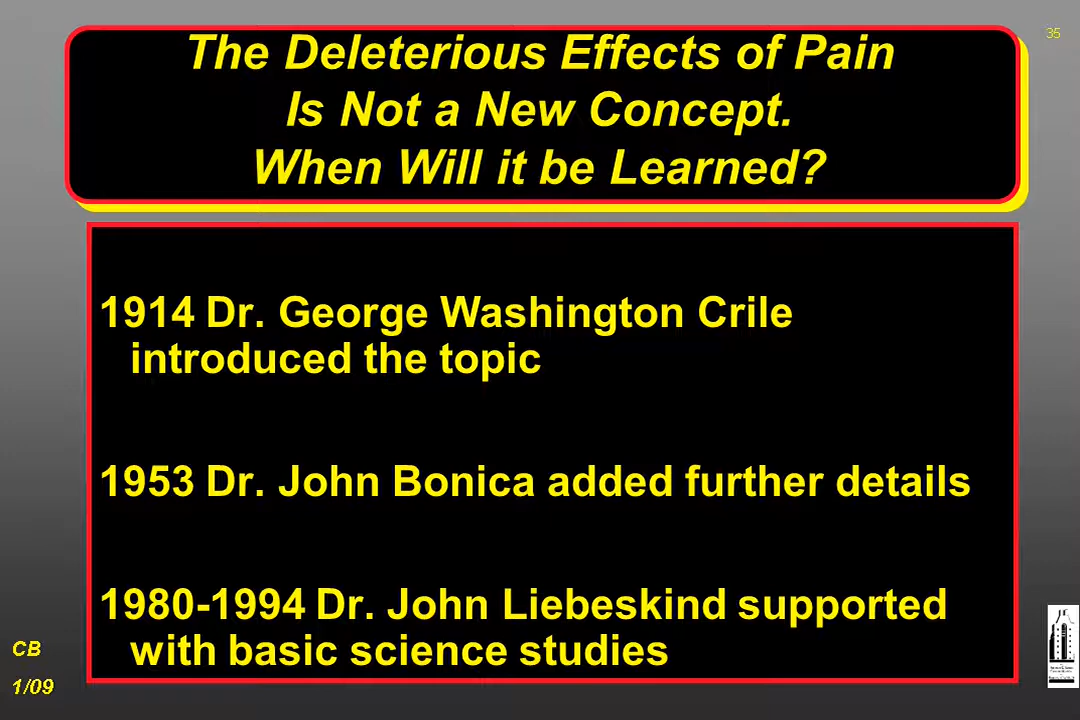 35
The Deleterious Effects of Pain
Is Not a New Concept.
When Will it be Learned?
1914 Dr. George Washington Crile
introduced the topic
1953 Dr. John Bonica added further details
1980-1994 Dr. John Liebeskind supported
with basic science studies
CB
1/09